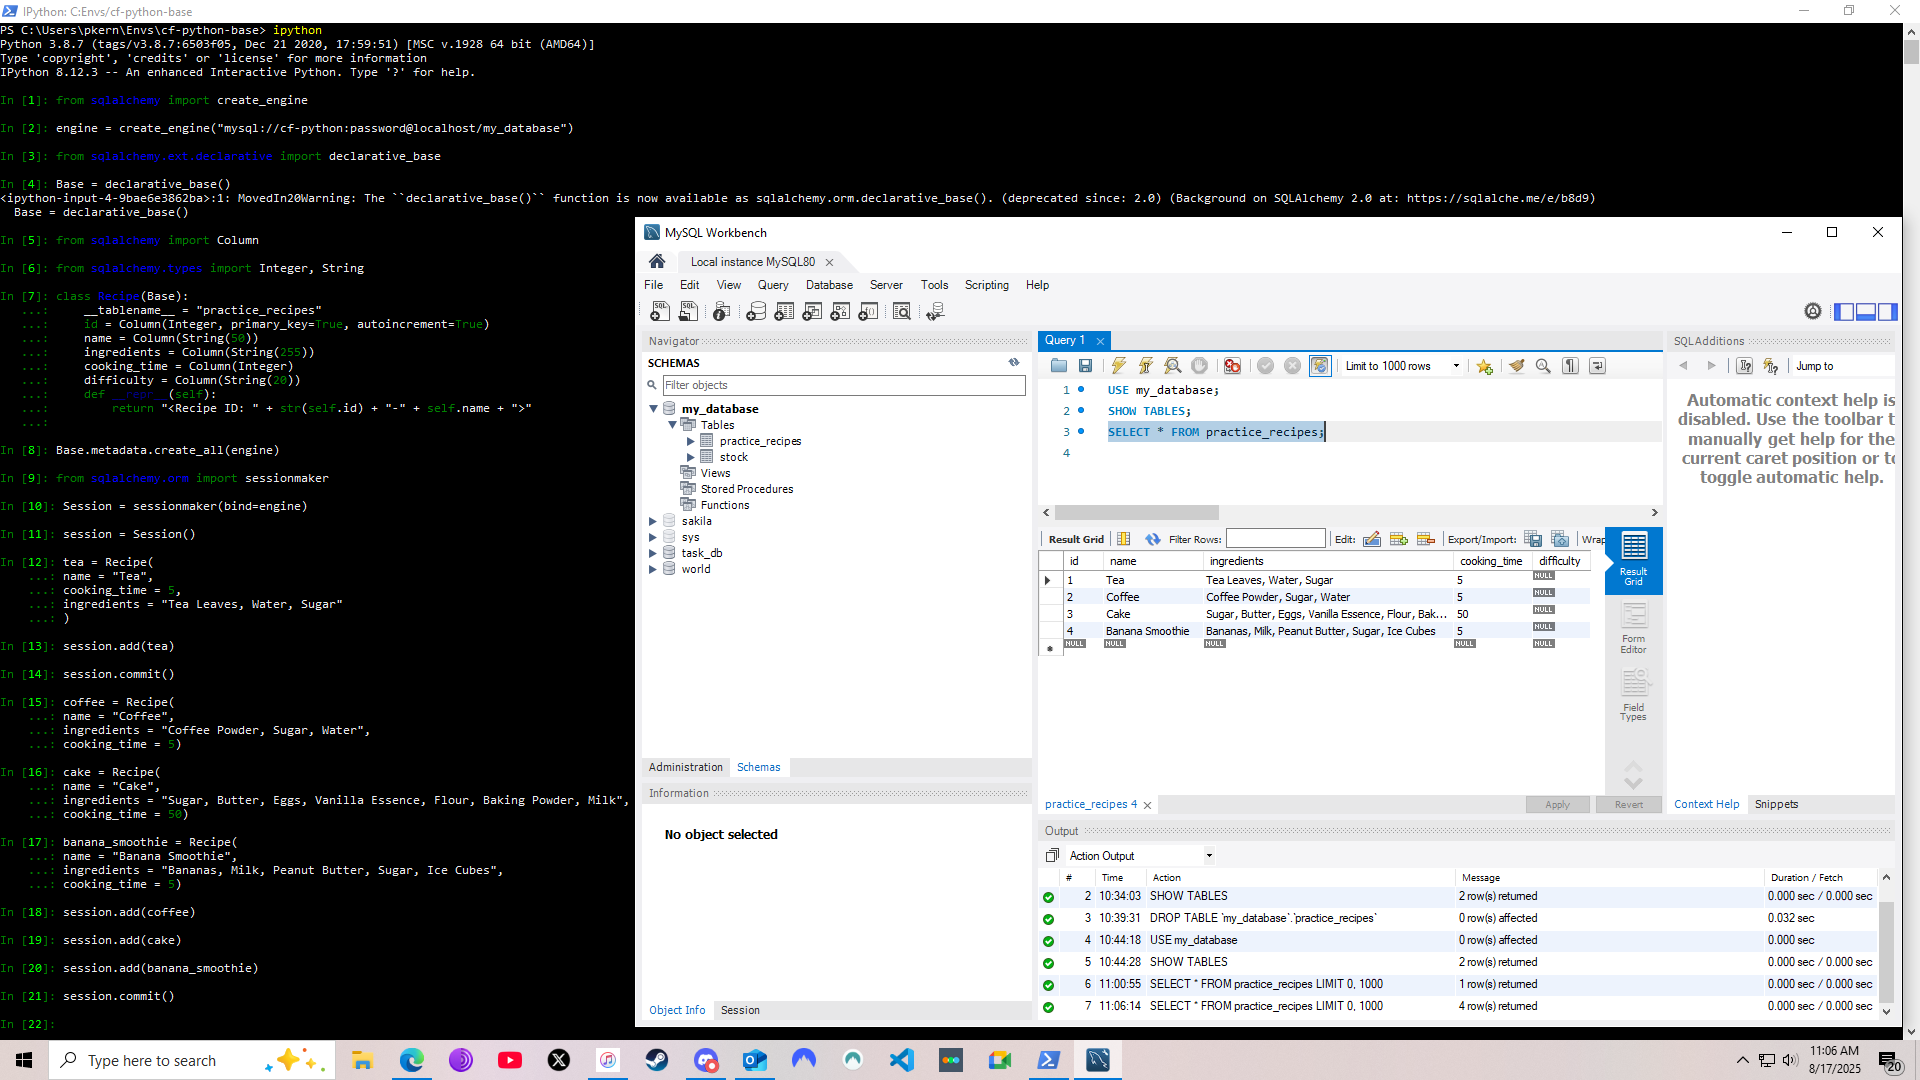 IPython: C:Envs/cf-python-base
PS C:\Users\pkern\Envs\cf-python-base> ipython
Python 3.8.7 (tags/v3.8.7:6503f05, Dec 21 2020, 17:59:51) [MSC v.1928 64 bit (AMD64)]
Type 'copyright', 'credits' or 'license' for more information
IPython 8.12.3 -- An enhanced Interactive Python. Type '?' for help.
In [1]: from sqlalchemy import create_engine
In [2]: engine = create_engine("mysql://cf-python:password@localhost/my_database")
In [3]: from sqlalchemy.ext.declarative import declarative_base
In [4]: Base = declarative_base()
<ipython-input-4-9bae6e3862ba>:1: MovedIn20Warning: The ``declarative_base()`` function is now available as sqlalchemy.orm.declarative_base(). (deprecated since: 2.0) (Background on SQLAlchemy 2.0 at: https://sqlalche.me/e/b8d9)
Base = declarative_base()
In [5]: from sqlalchemy import Column
In [6]: from sqlalchemy.types import Integer, String
In [7]: class Recipe(Base):
...: __tablename__ = "practice_recipes"
...: id = Column(Integer, primary_key=True, autoincrement=True)
...: name = Column(String(50))
...: ingredients = Column(String(255))
...: cooking_time = Column(Integer)
...: difficulty = Column(String(20))
...: def __repr__(self):
...: return "<Recipe ID: " + str(self.id) + "-" + self.name + ">"
...:
In [8]: Base.metadata.create_all(engine)
In [9]: from sqlalchemy.orm import sessionmaker
In [10]: Session = sessionmaker(bind=engine)
In [11]: session = Session()
In [12]: tea = Recipe(
...: name = "Tea",
...: cooking_time = 5,
...: ingredients = "Tea Leaves, Water, Sugar"
...: )
In [13]: session.add(tea)
In [14]: session.commit()
In [15]: coffee = Recipe(
...: name = "Coffee",
...: ingredients = "Coffee Powder, Sugar, Water",
...: cooking_time = 5)
In [16]: cake = Recipe(
...: name = "Cake",
...: ingredients = "Sugar, Butter, Eggs, Vanilla Essence, Flour, Baking Powder, Milk",
...: cooking_time = 50)
In [17]: banana_smoothie = Recipe(
...: name = "Banana Smoothie",
...: ingredients = "Bananas, Milk, Peanut Butter, Sugar, Ice Cubes",
...: cooking_time = 5)
In [18]: session.add(coffee)
In [19]: session.add(cake)
In [20]: session.add(banana_smoothie)
In [21]: session.commit()
In [22]:
MySQL Workbench
Local instance MySQL80
File Edit View Query Database Server Tools Scripting Help
Navigator
SCHEMAS
Filter objects
my_database
Tables
practice_recipes
stock
Views
Stored Procedures
Functions
sakila
sys
task_db
world
Administration Schemas
Information
No object selected
Object Info Session
Query 1
Limit to 1000 rows
1 USE my_database;
2 SHOW TABLES;
3 SELECT * FROM practice_recipes;
4
Result Grid Filter Rows: Edit: Export/Import: Wrap
id name ingredients cooking_time difficulty
1 Tea Tea Leaves, Water, Sugar 5 NULL
2 Coffee Coffee Powder, Sugar, Water 5 NULL
3 Cake Sugar, Butter, Eggs, Vanilla Essence, Flour, Bak... 50 NULL
4 Banana Smoothie Bananas, Milk, Peanut Butter, Sugar, Ice Cubes 5 NULL
NULL NULL NULL NULL NULL
Result
Grid
Form
Editor
Field
Types
practice_recipes 4
Apply Revert
SQLAdditions
Jump to
Automatic context help is
disabled. Use the toolbar t
manually get help for the
current caret position or to
toggle automatic help.
Context Help Snippets
Output
Action Output
# Time Action Message Duration / Fetch
2 10:34:03 SHOW TABLES 2 row(s) returned 0.000 sec / 0.000 sec
3 10:39:31 DROP TABLE `my_database`.`practice_recipes` 0 row(s) affected 0.032 sec
4 10:44:18 USE my_database 0 row(s) affected 0.000 sec
5 10:44:28 SHOW TABLES 2 row(s) returned 0.000 sec / 0.000 sec
6 11:00:55 SELECT * FROM practice_recipes LIMIT 0, 1000 1 row(s) returned 0.000 sec / 0.000 sec
7 11:06:14 SELECT * FROM practice_recipes LIMIT 0, 1000 4 row(s) returned 0.000 sec / 0.000 sec
Type here to search
11:06 AM
8/17/2025
20